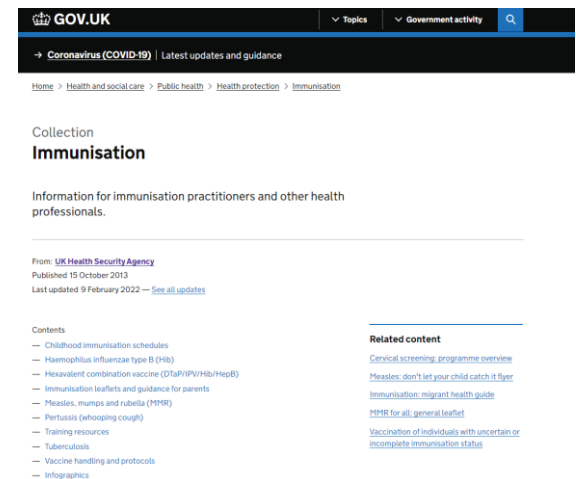 GOV.UK
Topics
Government activity
→ Coronavirus (COVID-19) | Latest updates and guidance
Home > Health and social care > Public health > Health protection > Immunisation
Collection
Immunisation
Information for immunisation practitioners and other health
professionals.
From: UK Health Security Agency
Published 15 October 2013
Last updated 9 February 2022 — See all updates
Contents
— Childhood immunisation schedules
— Haemophilus influenzae type B (Hib)
— Hexavalent combination vaccine (DTaP/IPV/Hib/HepB)
— Immunisation leaflets and guidance for parents
— Measles, mumps and rubella (MMR)
— Pertussis (whooping cough)
— Training resources
— Tuberculosis
— Vaccine handling and protocols
— Infographics
Related content
Cervical screening: programme overview
Measles: don't let your child catch it flyer
Immunisation: migrant health guide
MMR for all: general leaflet
Vaccination of individuals with uncertain or
incomplete immunisation status